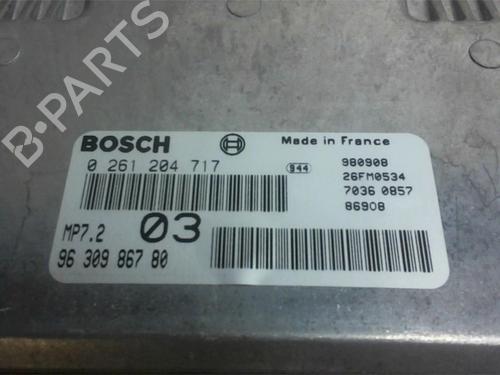 B-PARTS
BOSCH
Made in France
0 261 204 717
944
980908
26FM0534
7036 0857
86908
MP7.2
03
96 309 867 80